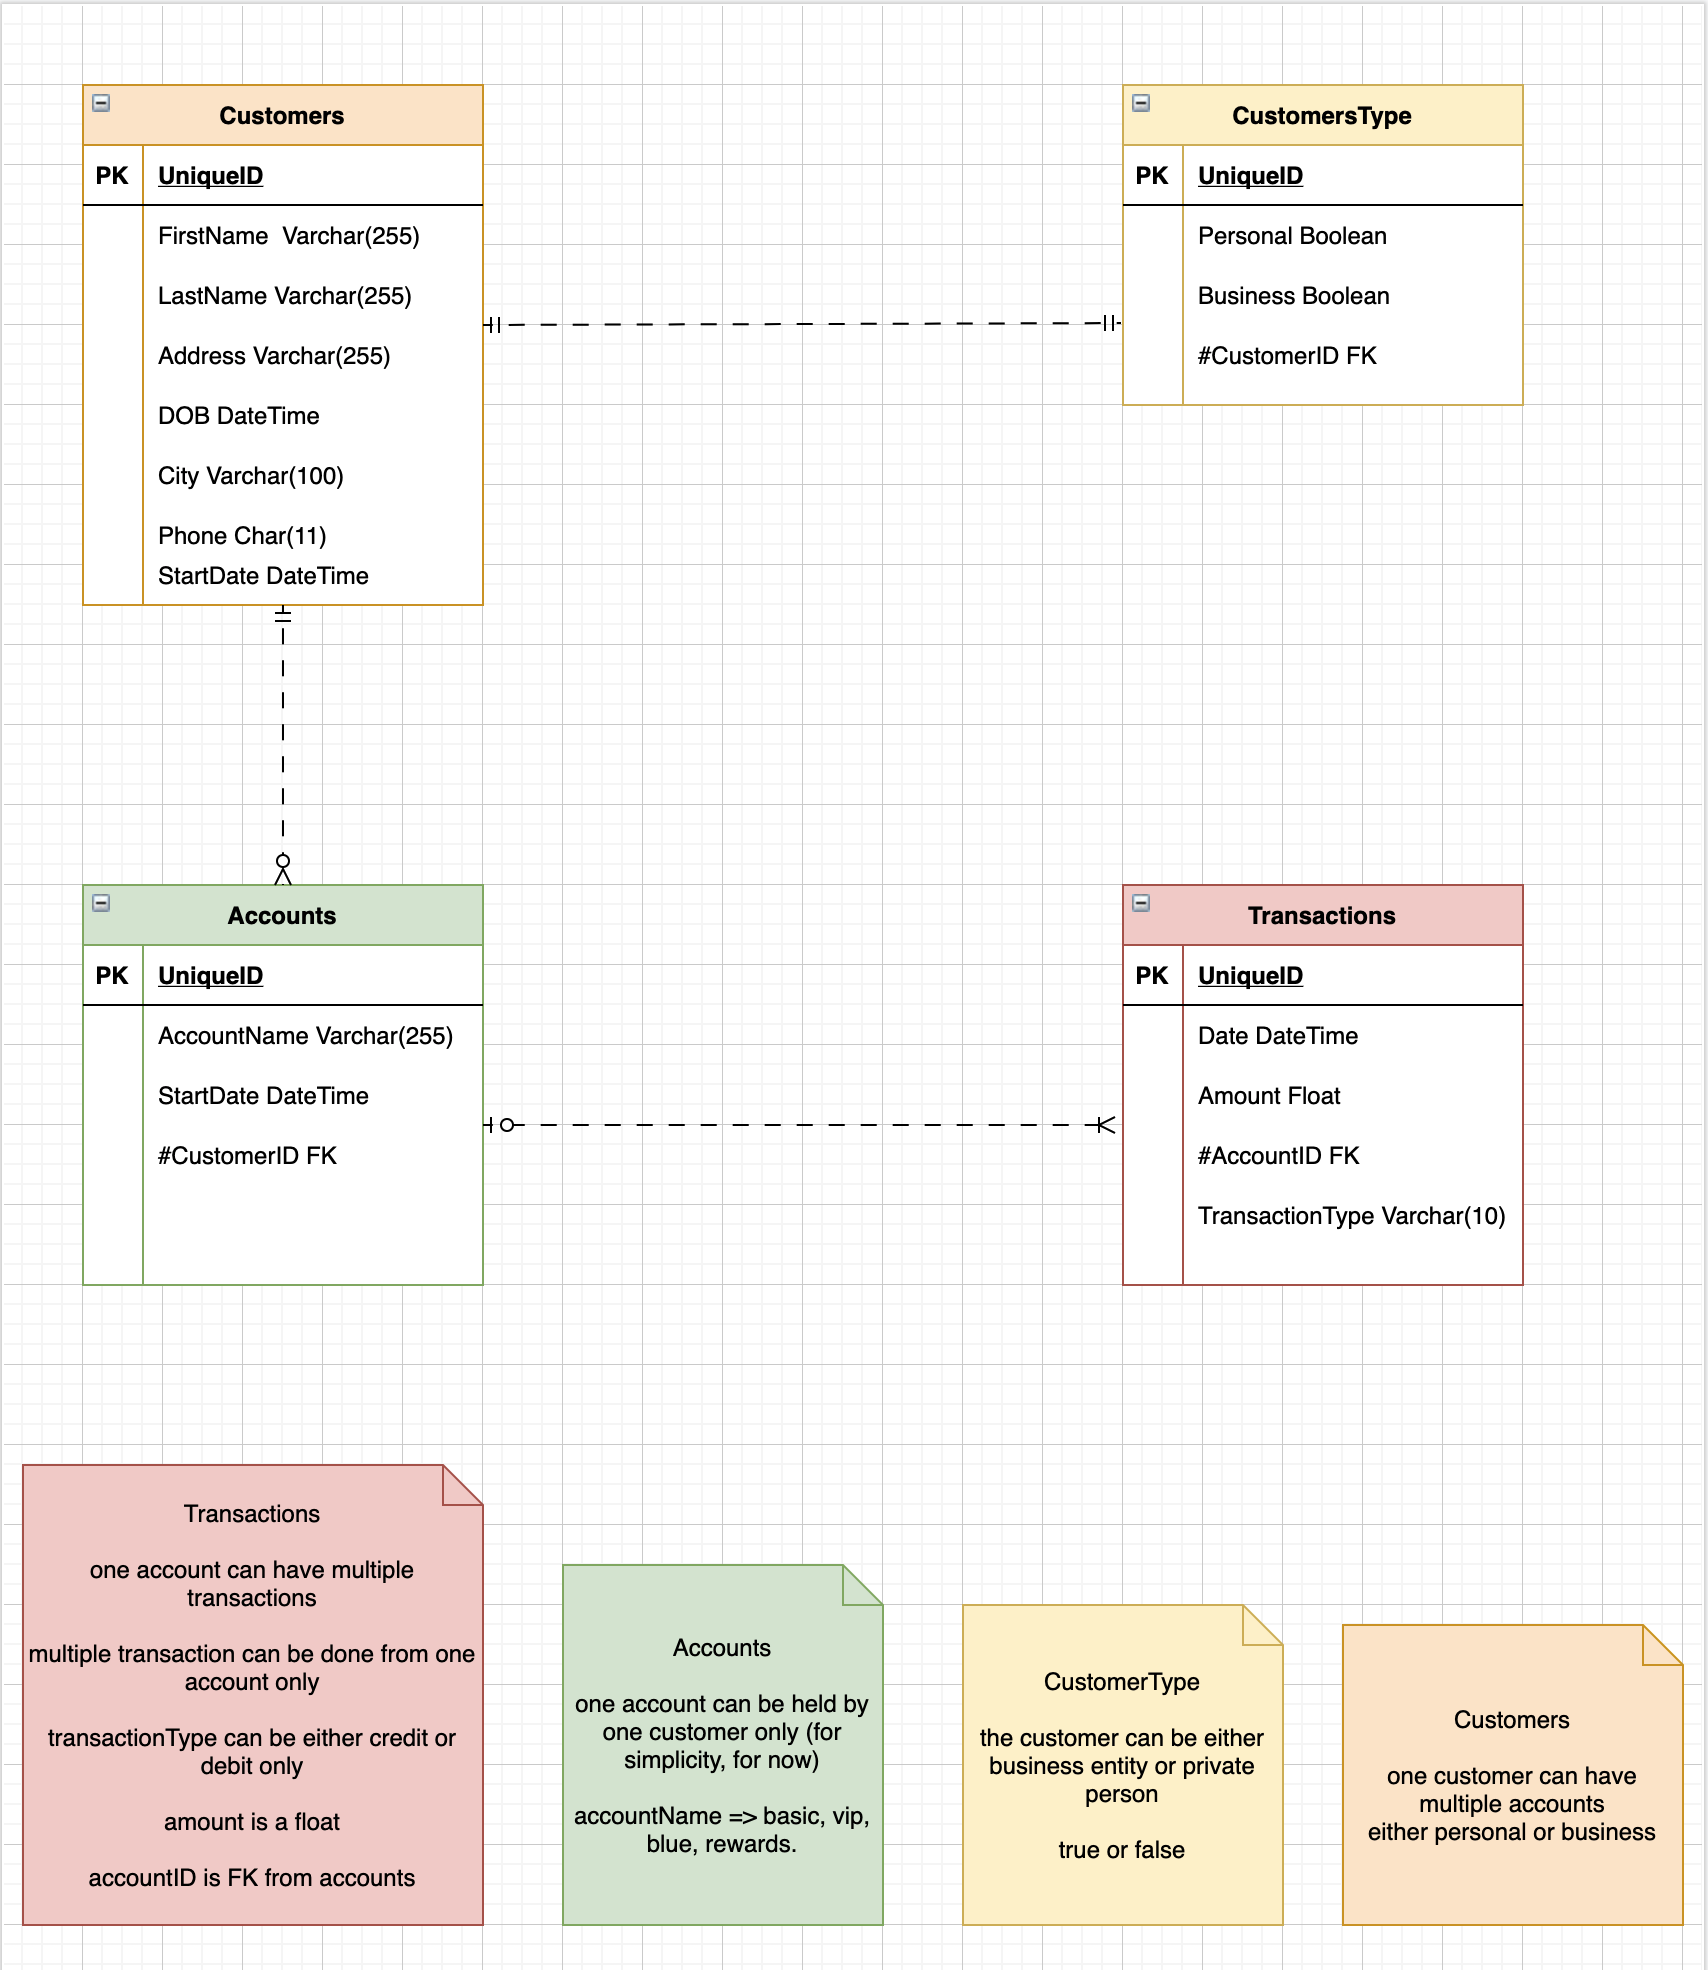 Customers
PK UniqueID
FirstName  Varchar(255)
LastName Varchar(255)
Address Varchar(255)
DOB DateTime
City Varchar(100)
Phone Char(11)
StartDate DateTime
CustomersType
PK UniqueID
Personal Boolean
Business Boolean
#CustomerID FK
Accounts
PK UniqueID
AccountName Varchar(255)
StartDate DateTime
#CustomerID FK
Transactions
PK UniqueID
Date DateTime
Amount Float
#AccountID FK
TransactionType Varchar(10)
Transactions
one account can have multiple
transactions
multiple transaction can be done from one
account only
transactionType can be either credit or
debit only
amount is a float
accountID is FK from accounts
Accounts
one account can be held by
one customer only (for
simplicity, for now)
accountName => basic, vip,
blue, rewards.
CustomerType
the customer can be either
business entity or private
person
true or false
Customers
one customer can have
multiple accounts
either personal or business